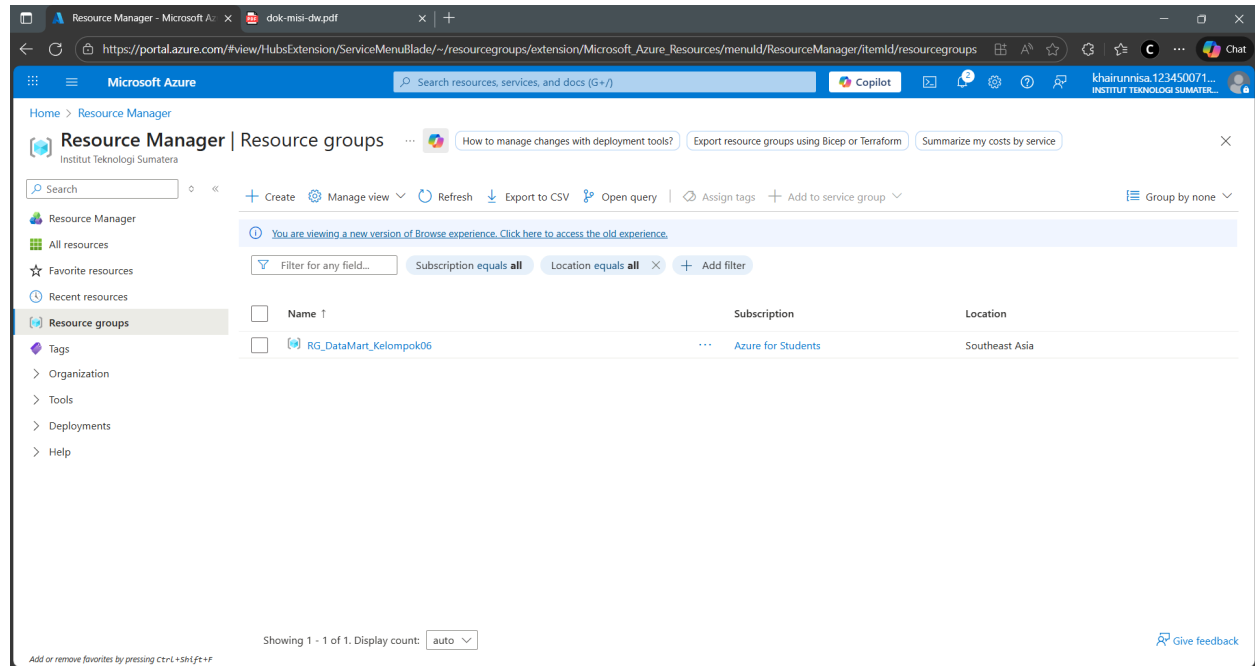 Resource Manager - Microsoft Az
dok-misi-dw.pdf
https://portal.azure.com/#view/HubsExtension/ServiceMenuBlade/~/resourcegroups/extension/Microsoft_Azure_Resources/menuId/ResourceManager/itemId/resourcegroups
Chat
Microsoft Azure
Search resources, services, and docs (G+/)
Copilot
2
khairunnisa.123450071...
INSTITUT TEKNOLOGI SUMATER...
Home > Resource Manager
Resource Manager | Resource groups ...
Institut Teknologi Sumatera
How to manage changes with deployment tools?
Export resource groups using Bicep or Terraform
Summarize my costs by service
Search
Create
Manage view
Refresh
Export to CSV
Open query
Assign tags
Add to service group
Group by none
Resource Manager
All resources
Favorite resources
Recent resources
Resource groups
Tags
Organization
Tools
Deployments
Help
You are viewing a new version of Browse experience. Click here to access the old experience.
Filter for any field...
Subscription equals all
Location equals all
Add filter
Name ↑ Subscription Location
RG_DataMart_Kelompok06 ... Azure for Students Southeast Asia
Showing 1 - 1 of 1. Display count: auto
Give feedback
Add or remove favorites by pressing Ctrl+Shift+F